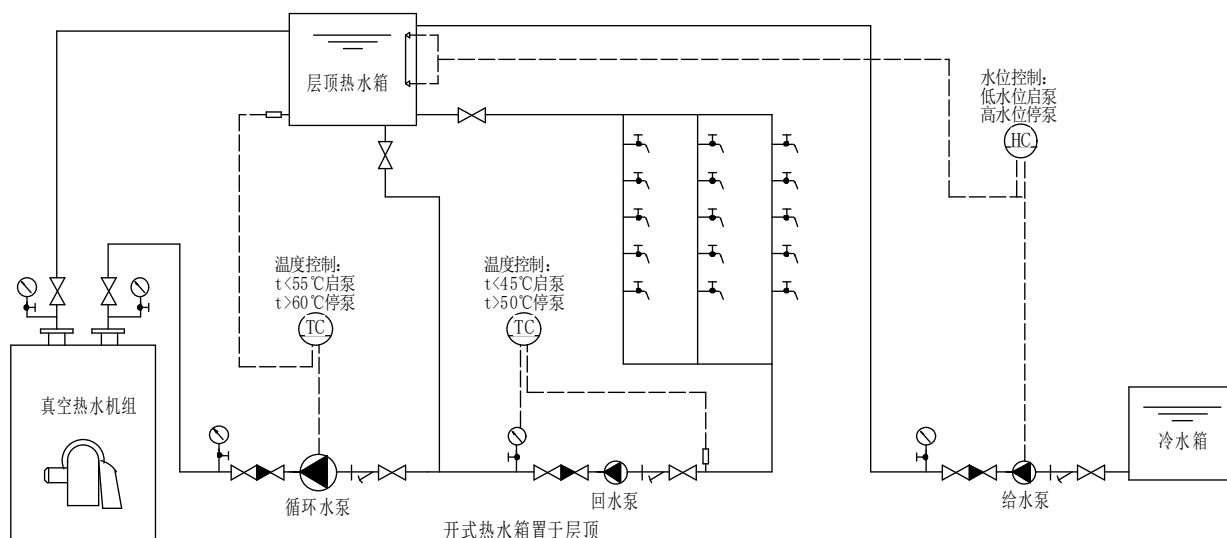 层顶热水箱
水位控制:
低水位启泵
高水位停泵
HC
温度控制:
t<55℃启泵
t>60℃停泵
TC
温度控制:
t<45℃启泵
t>50℃停泵
TC
真空热水机组
冷水箱
循环水泵
回水泵
给水泵
开式热水箱置于层顶